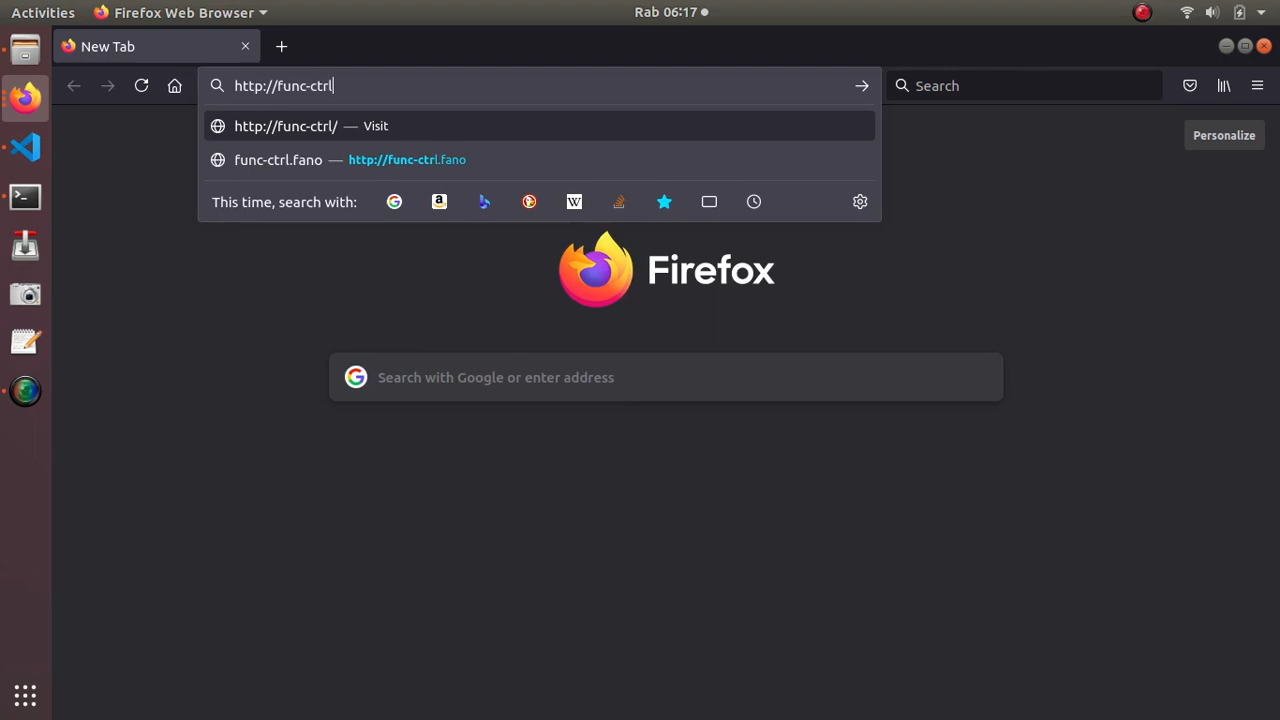 Activities Firefox Web Browser Rab 06:17
New Tab
http://func-ctrl Search
http://func-ctrl/ — Visit
func-ctrl.fano — http://func-ctrl.fano
Personalize
This time, search with:
Firefox
Search with Google or enter address